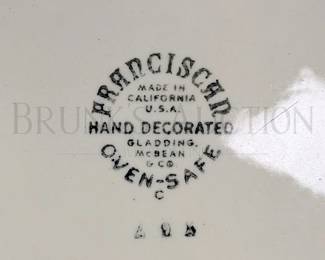 FRANCISCAN
MADE IN
CALIFORNIA
U.S.A.
HAND DECORATED
GLADDING,
McBEAN
& CO
OVEN-SAFE
C